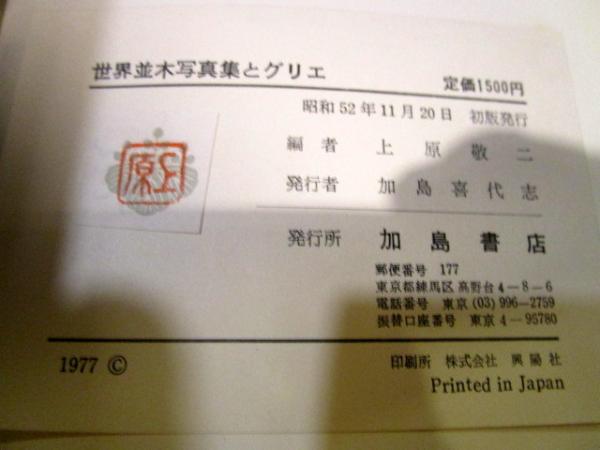 世界並木写真集とグリエ
定価1500円
昭和52年11月20日 初版発行
編者 上原敬二
発行者 加島喜代志
発行所 加島書店
郵便番号 177
東京都練馬区高野台4-8-6
電話番号 東京(03)996-2759
振替口座番号 東京4-95780
上原
1977 ©
印刷所 株式会社 興陽社
Printed in Japan